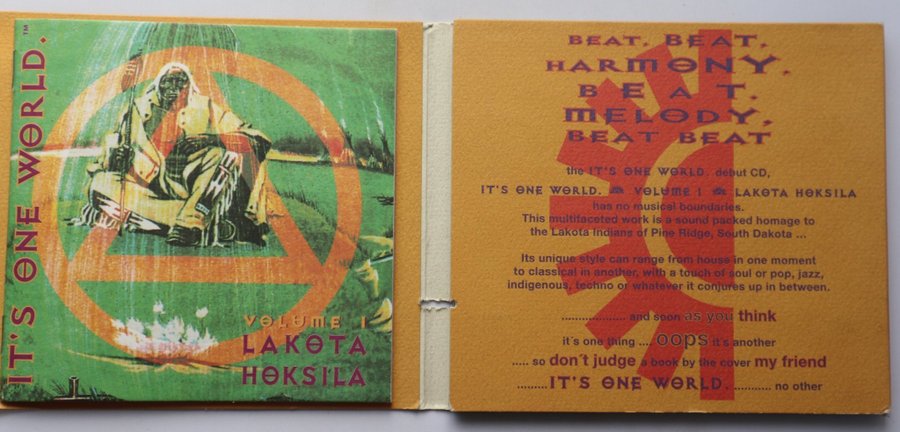 IT'S ONE WORLD.™
VOLUME 1
LAKOTA
HOKSILA
BEAT, BEAT,
HARMONY,
BEAT,
MELODY,
BEAT BEAT
the IT'S ONE WORLD. debut CD,
IT'S ONE WORLD. VOLUME 1 LAKOTA HOKSILA
has no musical boundaries.
This multifaceted work is a sound packed homage to
the Lakota Indians of Pine Ridge, South Dakota ...
Its unique style can range from house in one moment
to classical in another, with a touch of soul or pop, jazz,
indigenous, techno or whatever it conjures up in between.
.................... and soon as you think
it's one thing .... oops it's another
..... so don´t judge a book by the cover my friend
..........IT'S ONE WORLD. ............ no other